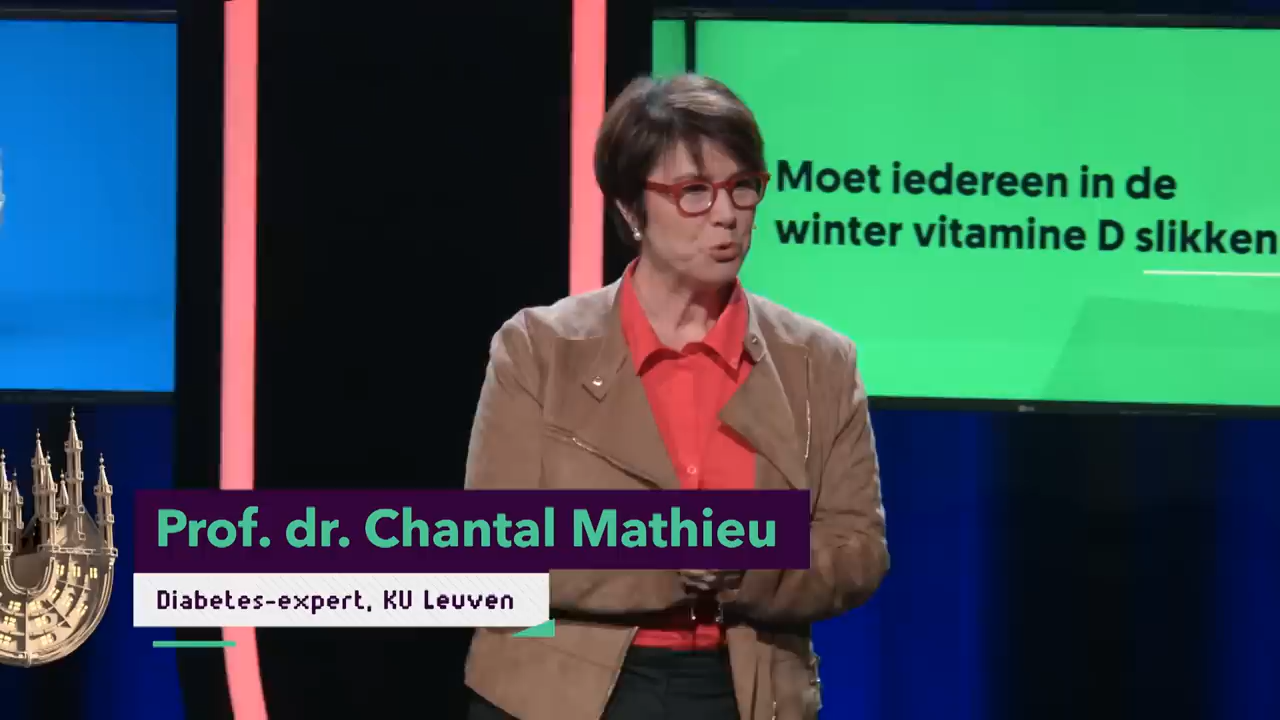 Moet iedereen in de
winter vitamine D slikken
Prof. dr. Chantal Mathieu
Diabetes-expert, KU Leuven